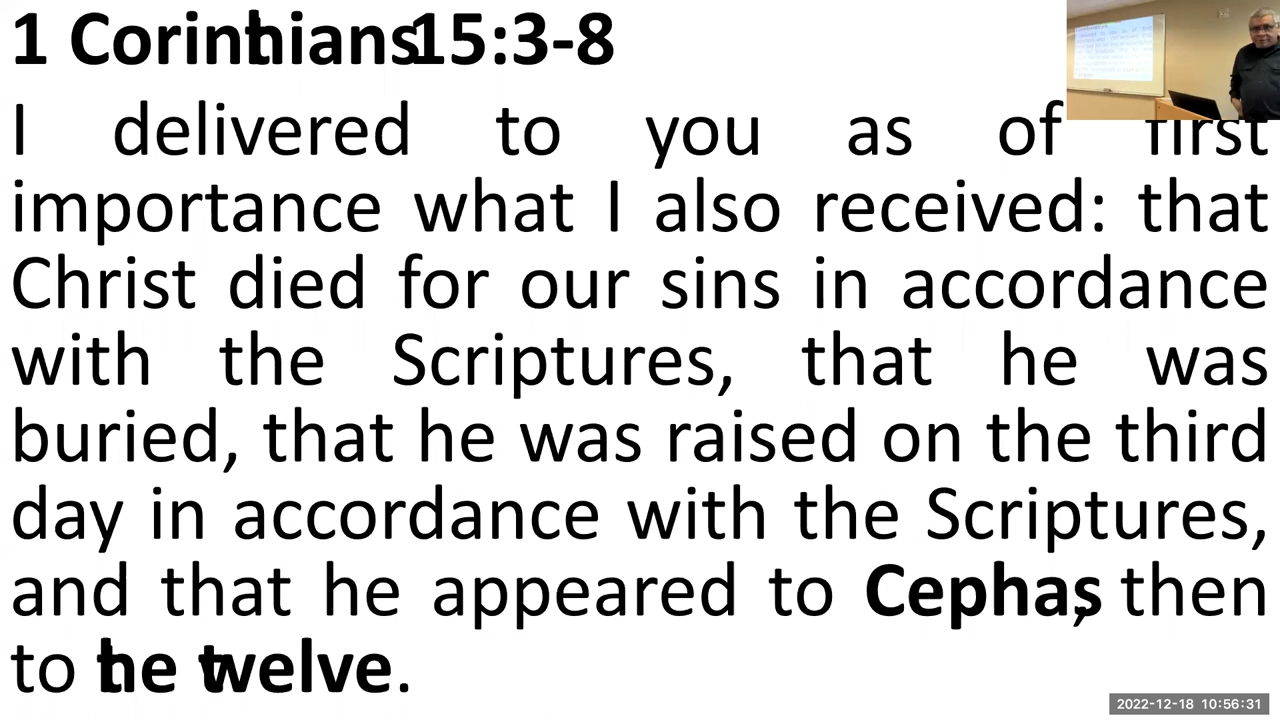 1 Corinthians 15:3-8
I delivered to you as of first
importance what I also received: that
Christ died for our sins in accordance
with the Scriptures, that he was
buried, that he was raised on the third
day in accordance with the Scriptures,
and that he appeared to Cephas, then
to the twelve.
2022-12-18 10:56:31